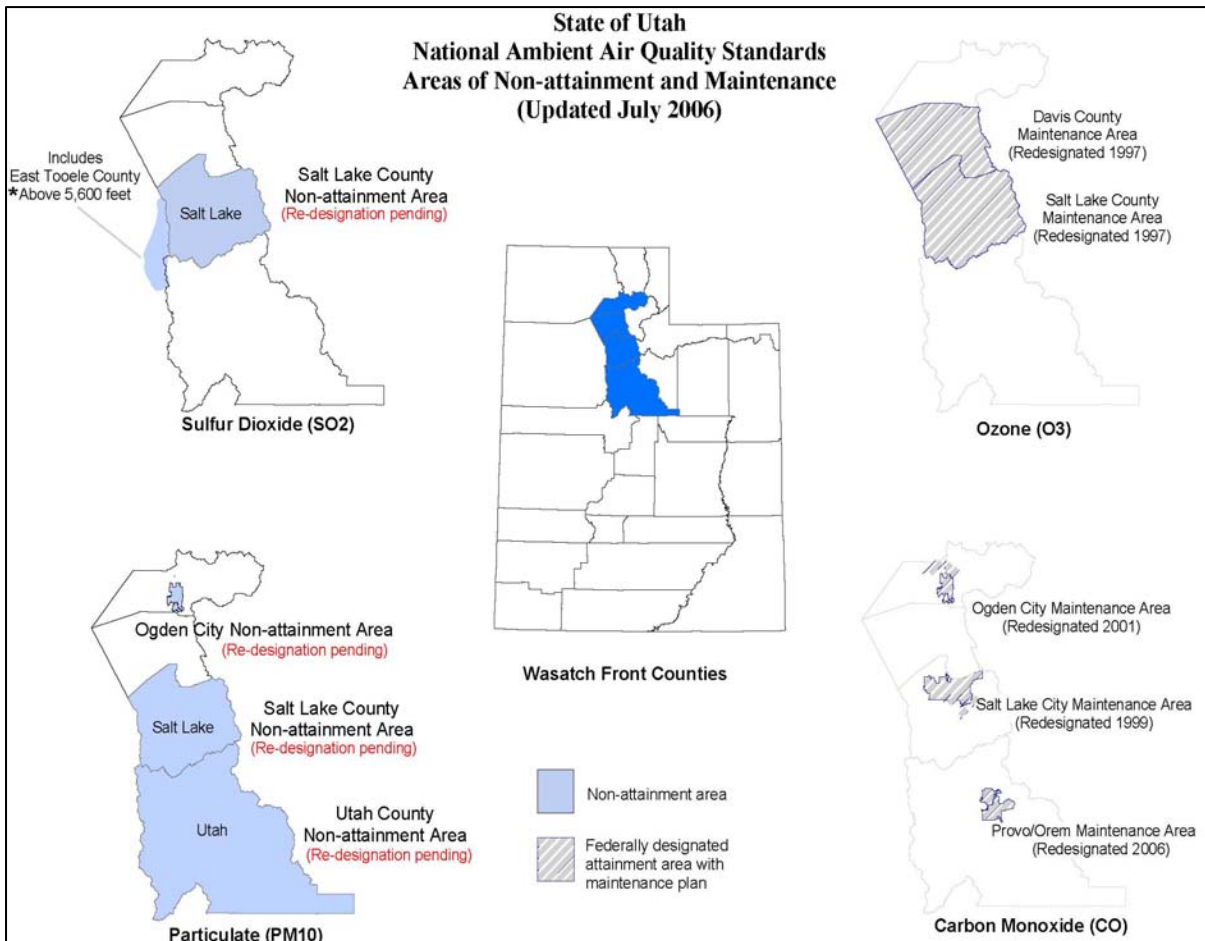 State of Utah
National Ambient Air Quality Standards
Areas of Non-attainment and Maintenance
(Updated July 2006)
Includes
East Tooele County
*Above 5,600 feet
Salt Lake
Salt Lake County
Non-attainment Area
(Re-designation pending)
Sulfur Dioxide (SO2)
Davis County
Maintenance Area
(Redesignated 1997)
Salt Lake County
Maintenance Area
(Redesignated 1997)
Ozone (O3)
Wasatch Front Counties
Ogden City Non-attainment Area
(Re-designation pending)
Salt Lake
Salt Lake County
Non-attainment Area
(Re-designation pending)
Utah
Utah County
Non-attainment Area
(Re-designation pending)
Particulate (PM10)
Non-attainment area
Federally designated
attainment area with
maintenance plan
Ogden City Maintenance Area
(Redesignated 2001)
Salt Lake City Maintenance Area
(Redesignated 1999)
Provo/Orem Maintenance Area
(Redesignated 2006)
Carbon Monoxide (CO)